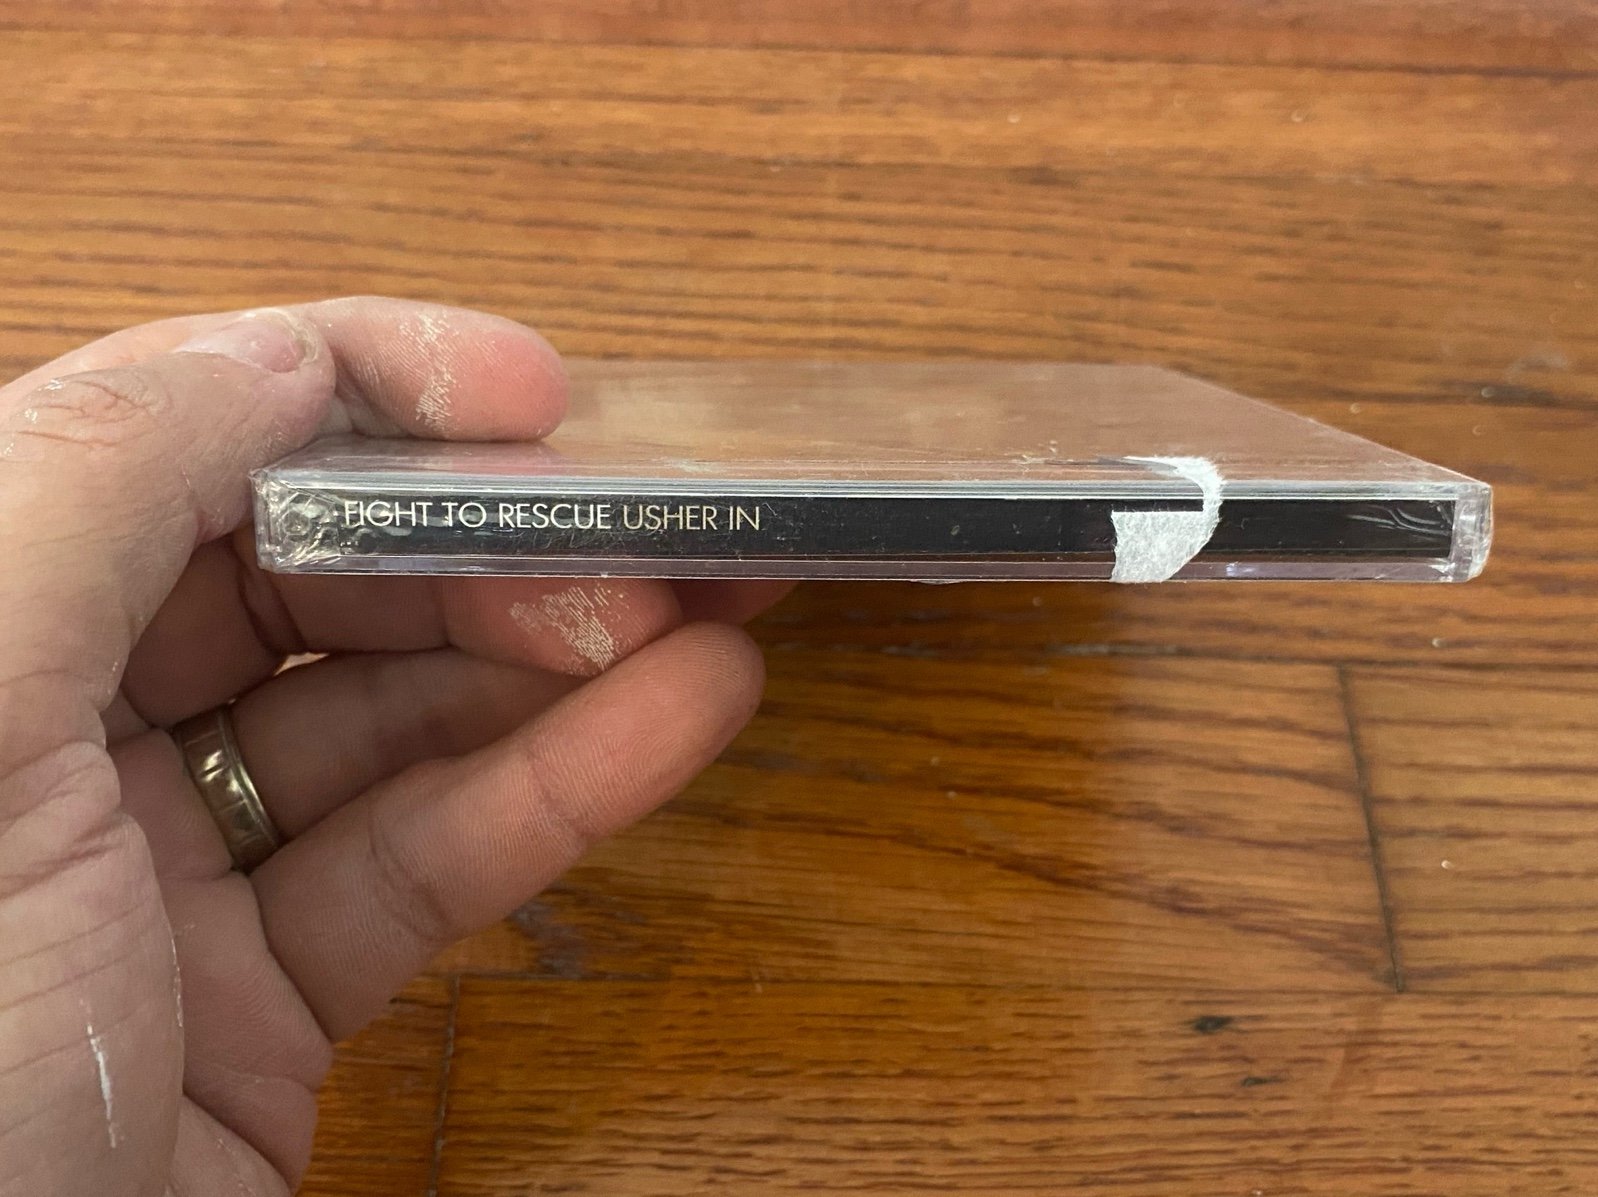 FIGHT TO RESCUE USHER IN